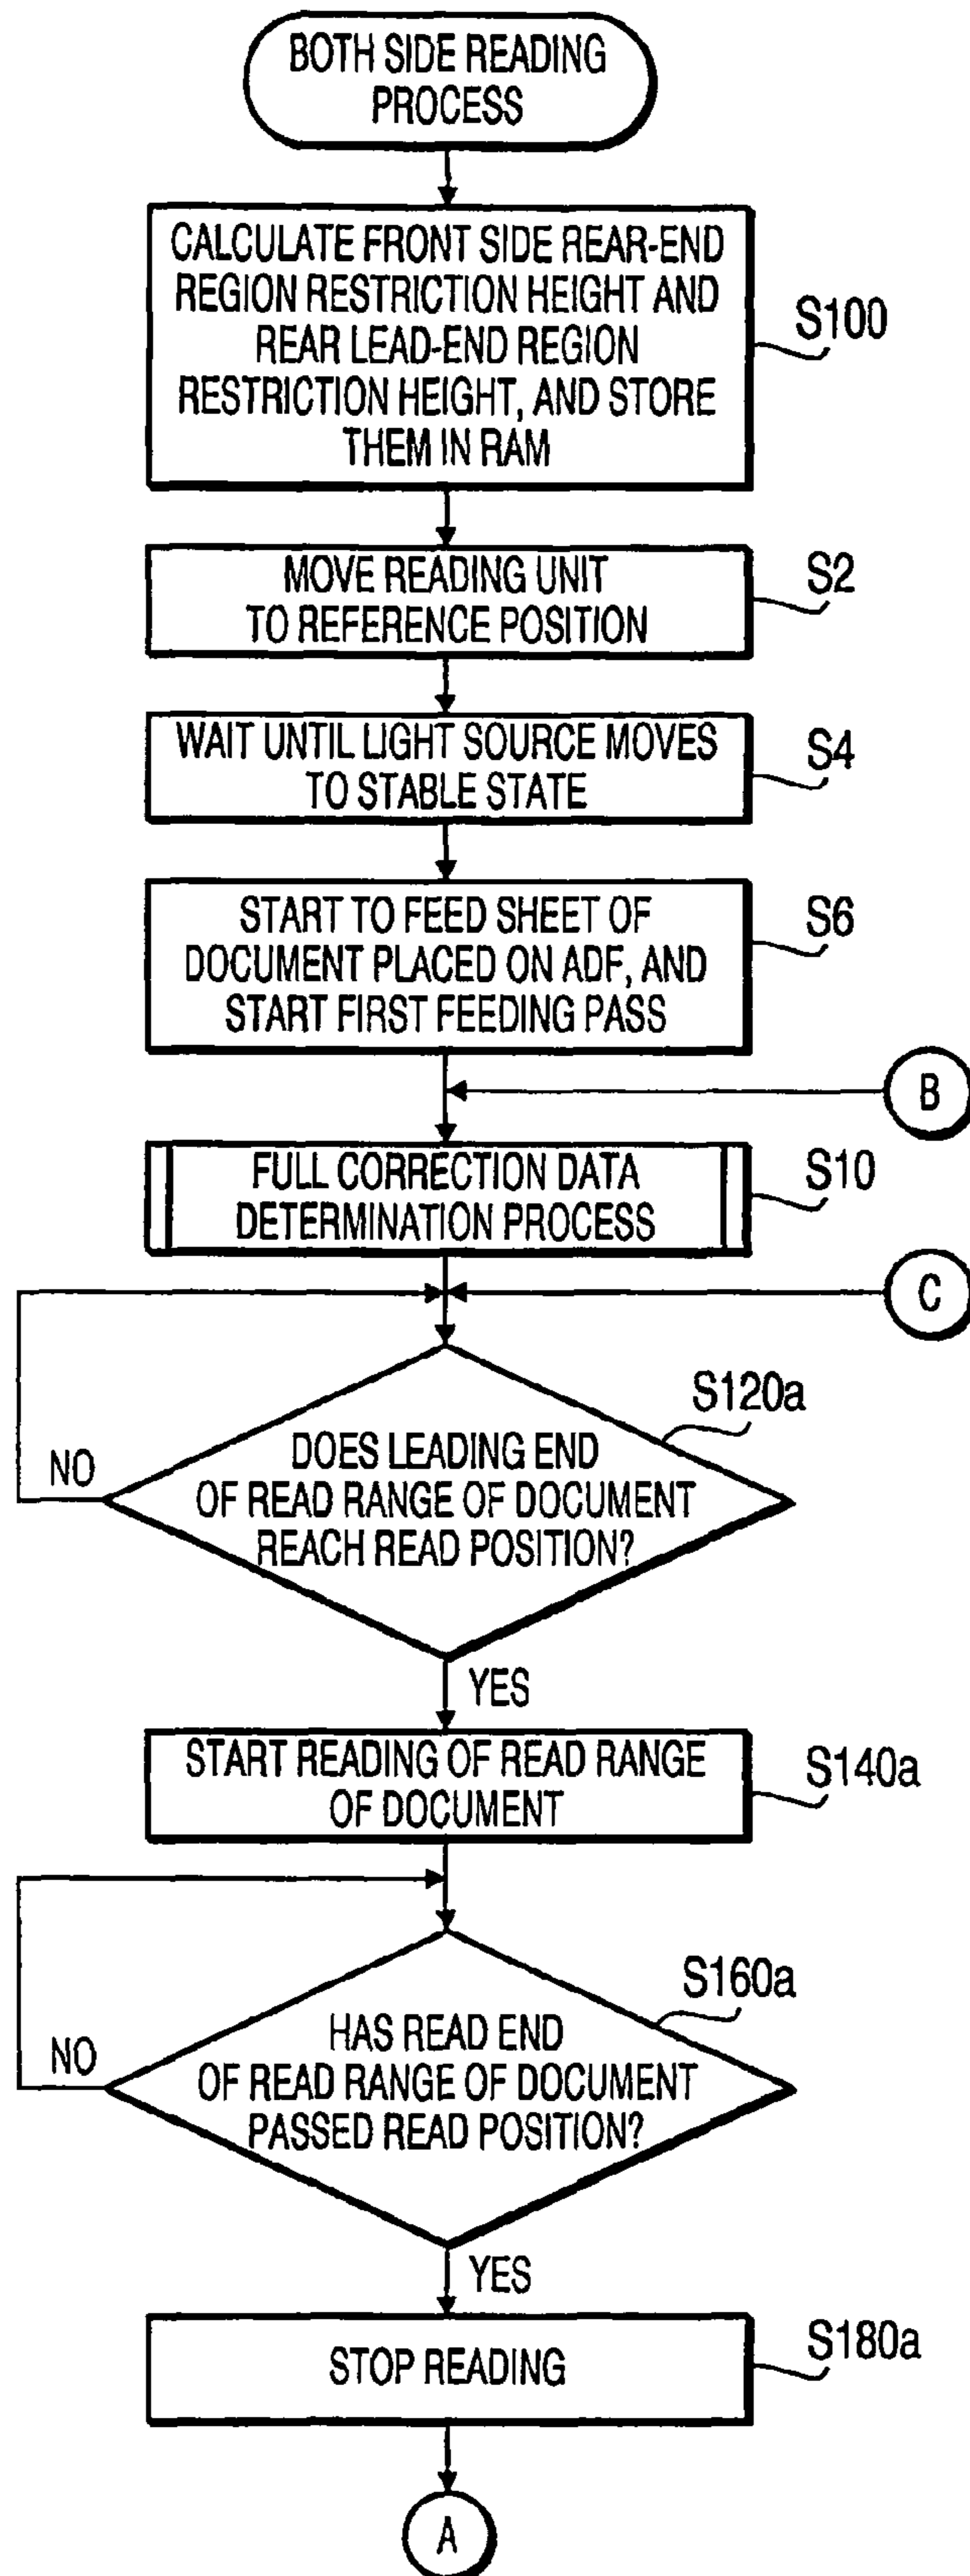 BOTH SIDE READING
PROCESS
CALCULATE FRONT SIDE REAR-END
REGION RESTRICTION HEIGHT AND
REAR LEAD-END REGION
RESTRICTION HEIGHT, AND STORE
THEM IN RAM
S100
MOVE READING UNIT
TO REFERENCE POSITION
S2
WAIT UNTIL LIGHT SOURCE MOVES
TO STABLE STATE
S4
START TO FEED SHEET OF
DOCUMENT PLACED ON ADF, AND
START FIRST FEEDING PASS
S6
B
FULL CORRECTION DATA
DETERMINATION PROCESS
S10
C
S120a
DOES LEADING END
OF READ RANGE OF DOCUMENT
REACH READ POSITION?
NO
YES
START READING OF READ RANGE
OF DOCUMENT
S140a
S160a
HAS READ END
OF READ RANGE OF DOCUMENT
PASSED READ POSITION?
NO
YES
STOP READING
S180a
A